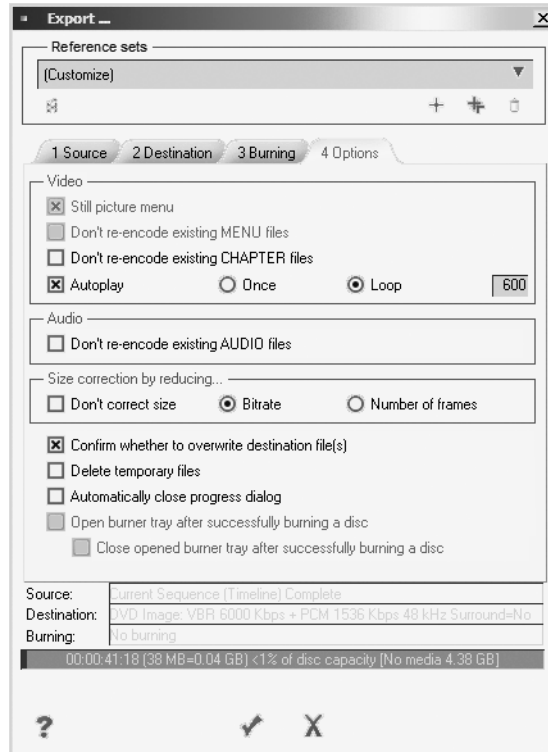 Export ...
Reference sets
(Customize)
1 Source
2 Destination
3 Burning
4 Options
Video
Still picture menu
Don't re-encode existing MENU files
Don't re-encode existing CHAPTER files
Autoplay
Once
Loop
600
Audio
Don't re-encode existing AUDIO files
Size correction by reducing...
Don't correct size
Bitrate
Number of frames
Confirm whether to overwrite destination file(s)
Delete temporary files
Automatically close progress dialog
Open burner tray after successfully burning a disc
Close opened burner tray after successfully burning a disc
Source: Current Sequence (Timeline) Complete
Destination: DVD Image: VBR 6000 Kbps + PCM 1536 Kbps 48 kHz Surround=No
Burning: No burning
00:00:41:18 (38 MB=0.04 GB) <1% of disc capacity [No media 4.38 GB]
?